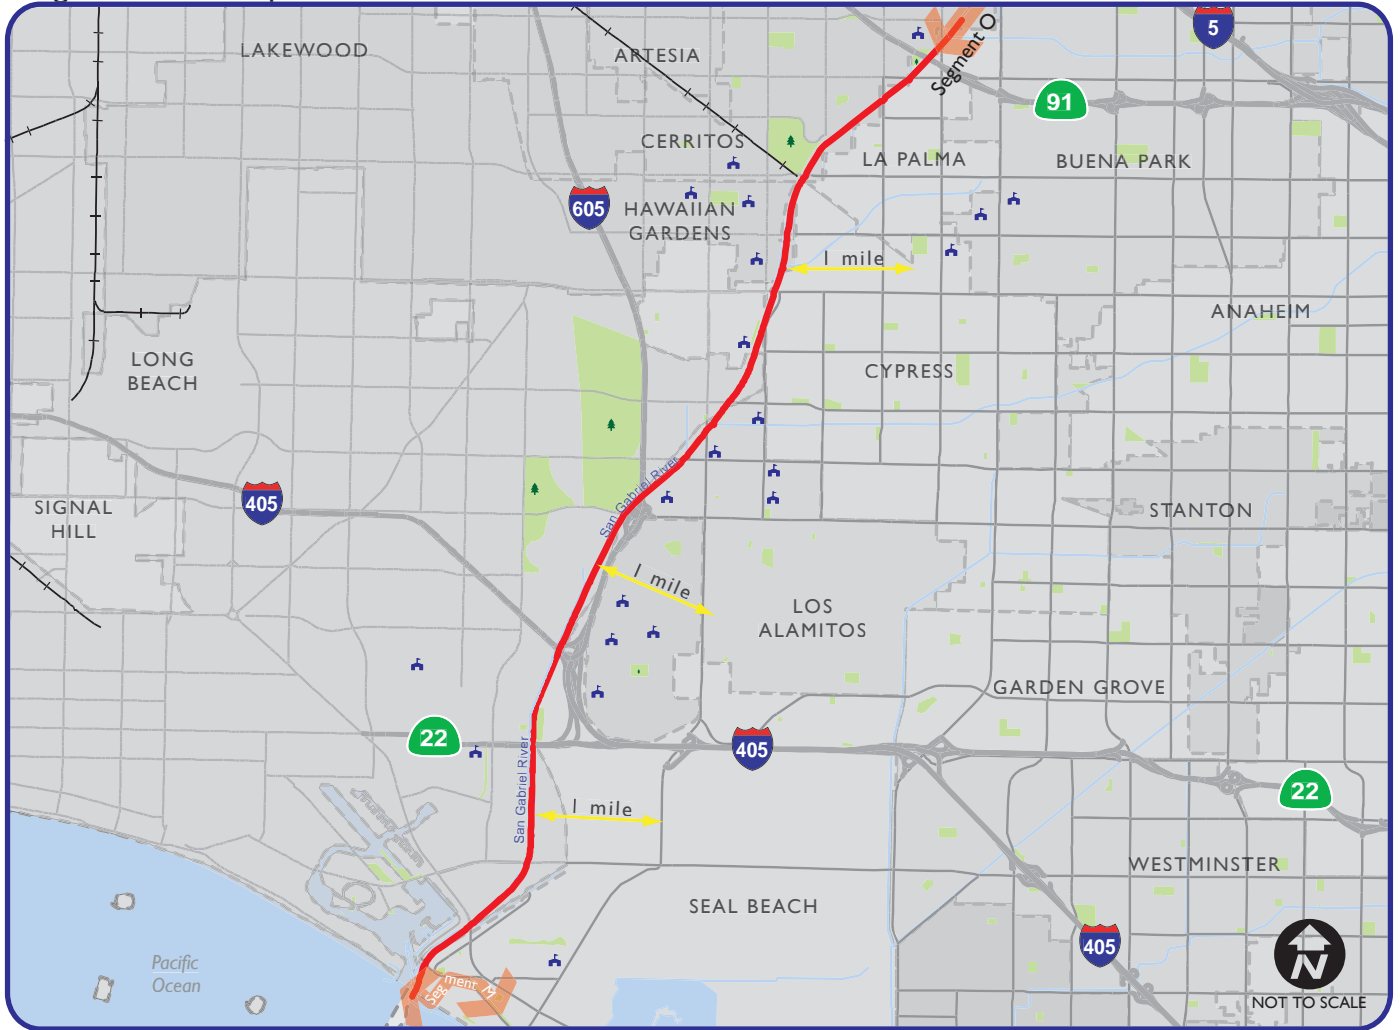 LAKEWOOD
ARTESIA
5
Segment O
91
CERRITOS
LA PALMA
BUENA PARK
605
HAWAIIAN
GARDENS
1 mile
ANAHEIM
LONG
BEACH
CYPRESS
San Gabriel River
405
SIGNAL
HILL
STANTON
1 mile
LOS
ALAMITOS
GARDEN GROVE
22
405
San Gabriel River
22
1 mile
WESTMINSTER
SEAL BEACH
405
Pacific
Ocean
Segment M
N
NOT TO SCALE